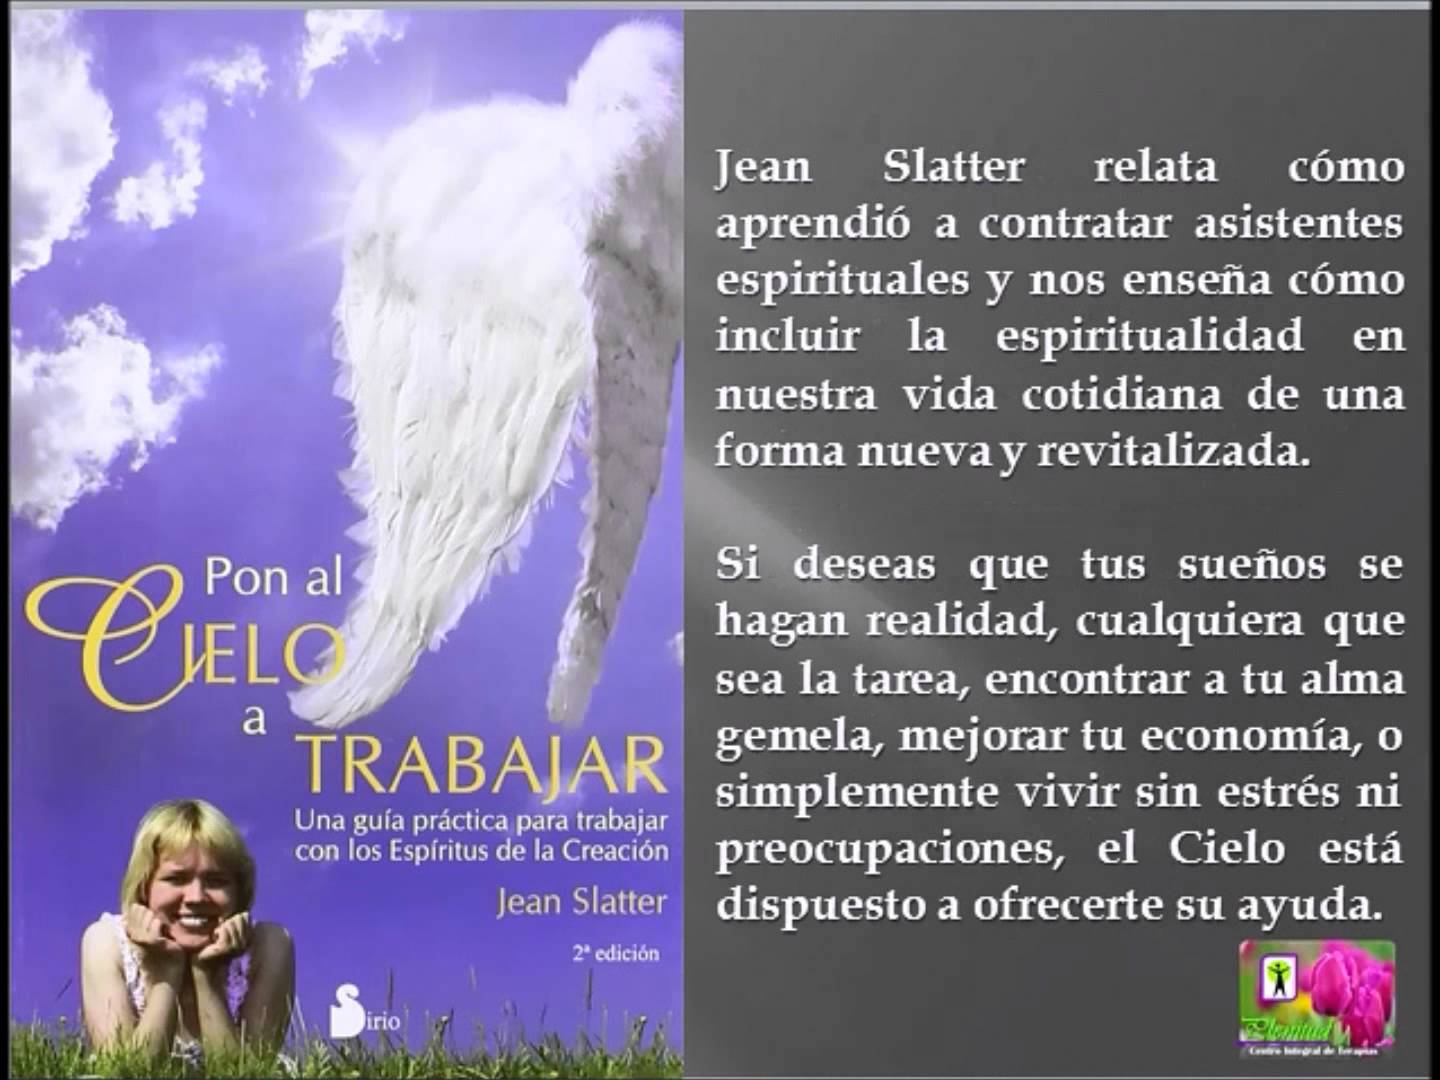 Pon al
CIELO
a
TRABAJAR
Una guía práctica para trabajar
con los Espíritus de la Creación
Jean Slatter
2ª edición
Sirio
Jean Slatter relata cómo
aprendió a contratar asistentes
espirituales y nos enseña cómo
incluir la espiritualidad en
nuestra vida cotidiana de una
forma nueva y revitalizada.
Si deseas que tus sueños se
hagan realidad, cualquiera que
sea la tarea, encontrar a tu alma
gemela, mejorar tu economía, o
simplemente vivir sin estrés ni
preocupaciones, el Cielo está
dispuesto a ofrecerte su ayuda.
Plenitud
Centro Integral de Terapias